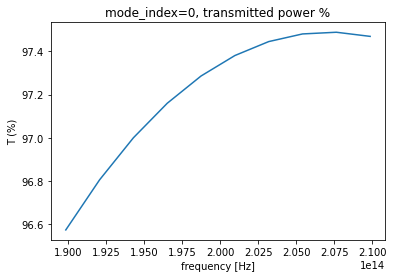 mode_index=0, transmitted power %
T (%)
97.4
97.2
97.0
96.8
96.6
1.900 1.925 1.950 1.975 2.000 2.025 2.050 2.075 2.100
1e14
frequency [Hz]